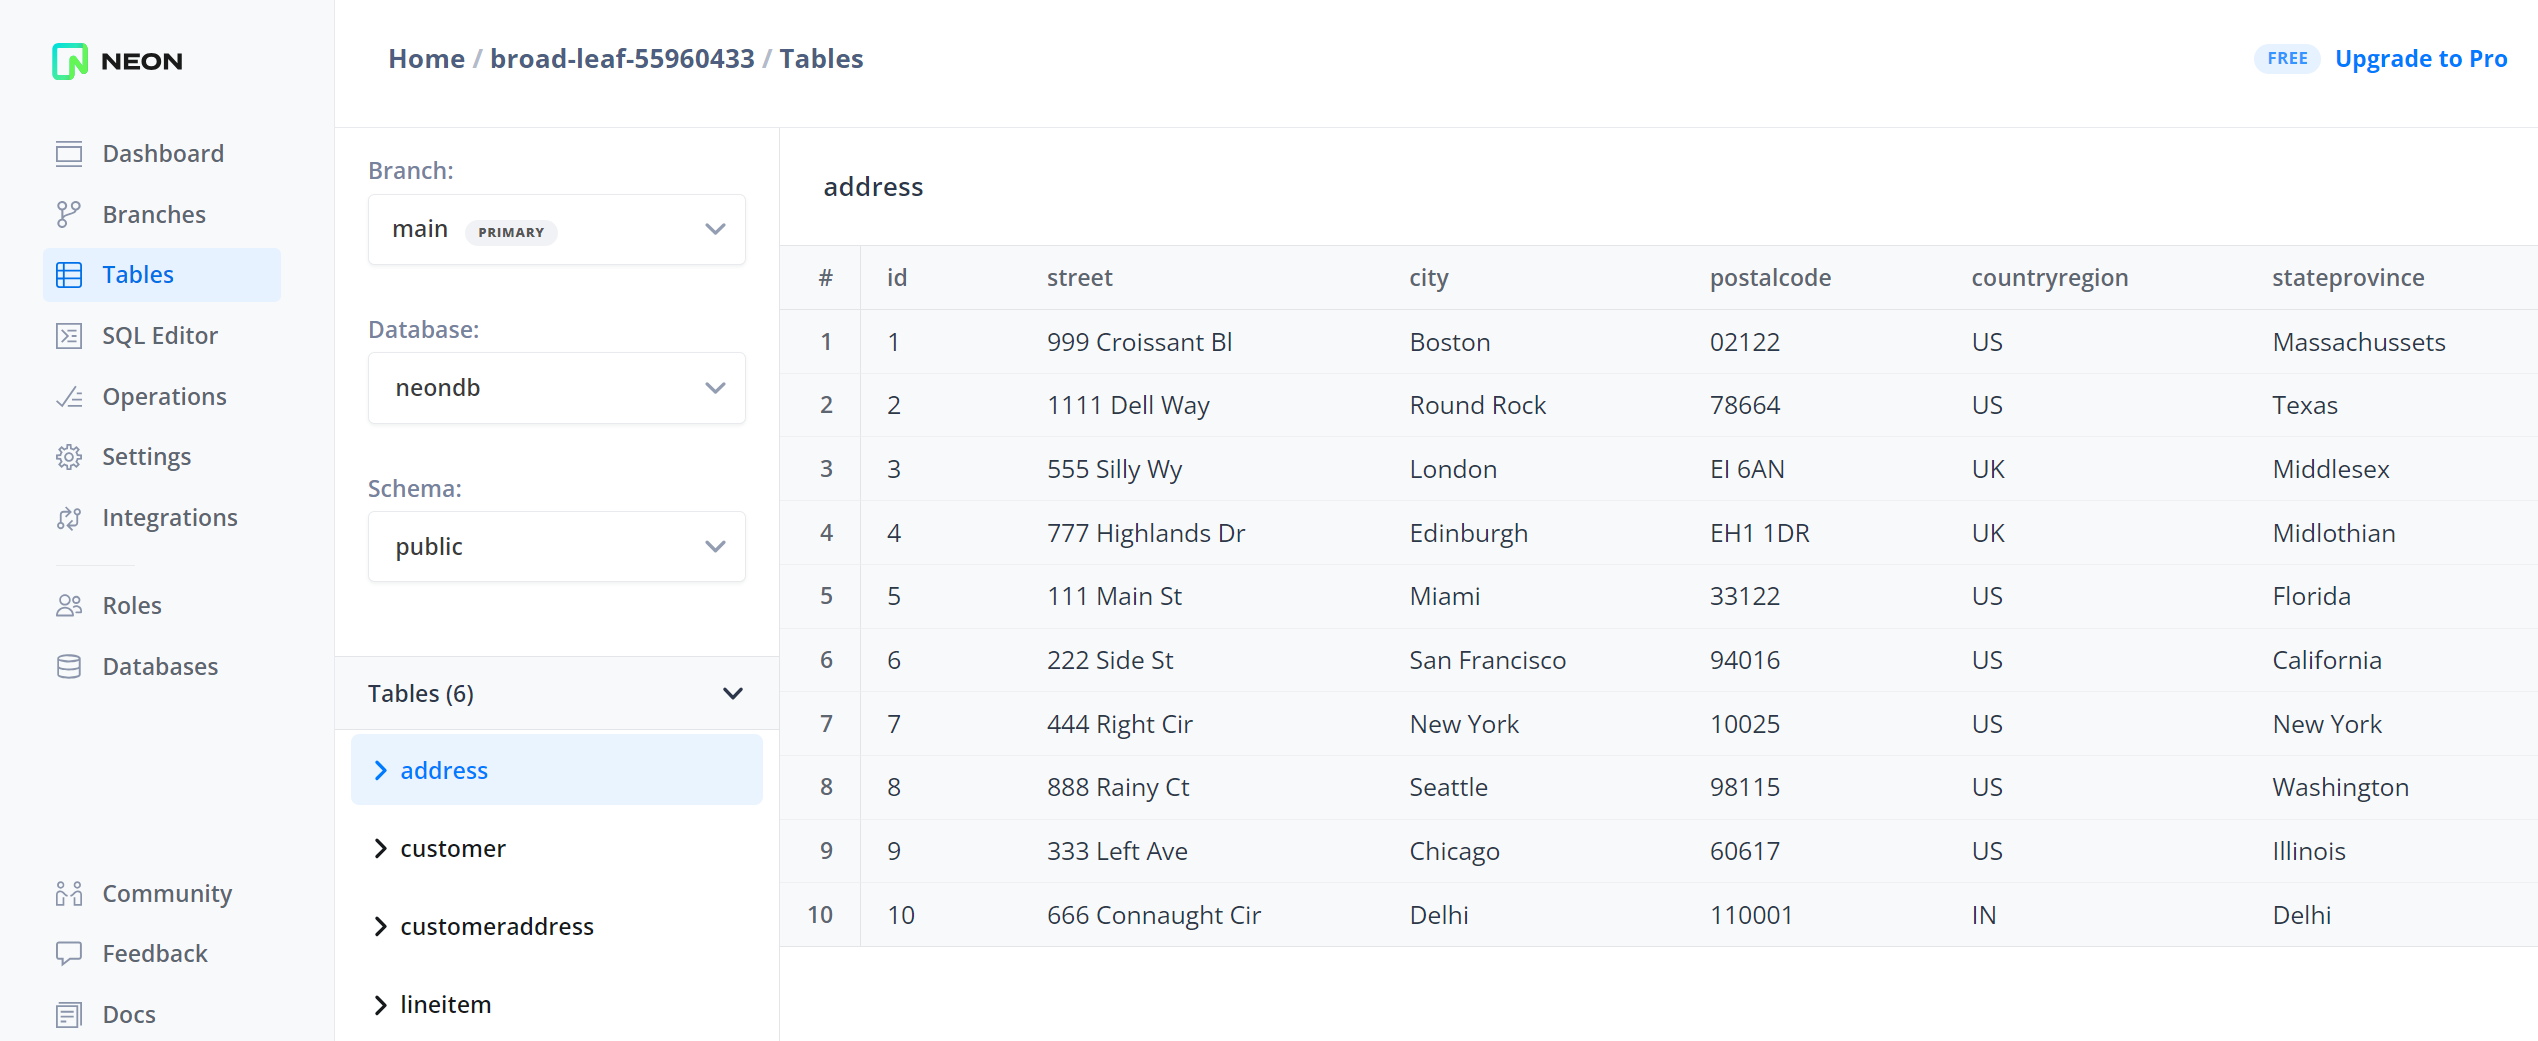 NEON
Dashboard
Branches
Tables
SQL Editor
Operations
Settings
Integrations
Roles
Databases
Community
Feedback
Docs
Home / broad-leaf-55960433 / Tables
FREE Upgrade to Pro
Branch:
main PRIMARY
Database:
neondb
Schema:
public
Tables (6)
address
customer
customeraddress
lineitem
address
# id street city postalcode countryregion stateprovince
1 1 999 Croissant Bl Boston 02122 US Massachussets
2 2 1111 Dell Way Round Rock 78664 US Texas
3 3 555 Silly Wy London EI 6AN UK Middlesex
4 4 777 Highlands Dr Edinburgh EH1 1DR UK Midlothian
5 5 111 Main St Miami 33122 US Florida
6 6 222 Side St San Francisco 94016 US California
7 7 444 Right Cir New York 10025 US New York
8 8 888 Rainy Ct Seattle 98115 US Washington
9 9 333 Left Ave Chicago 60617 US Illinois
10 10 666 Connaught Cir Delhi 110001 IN Delhi